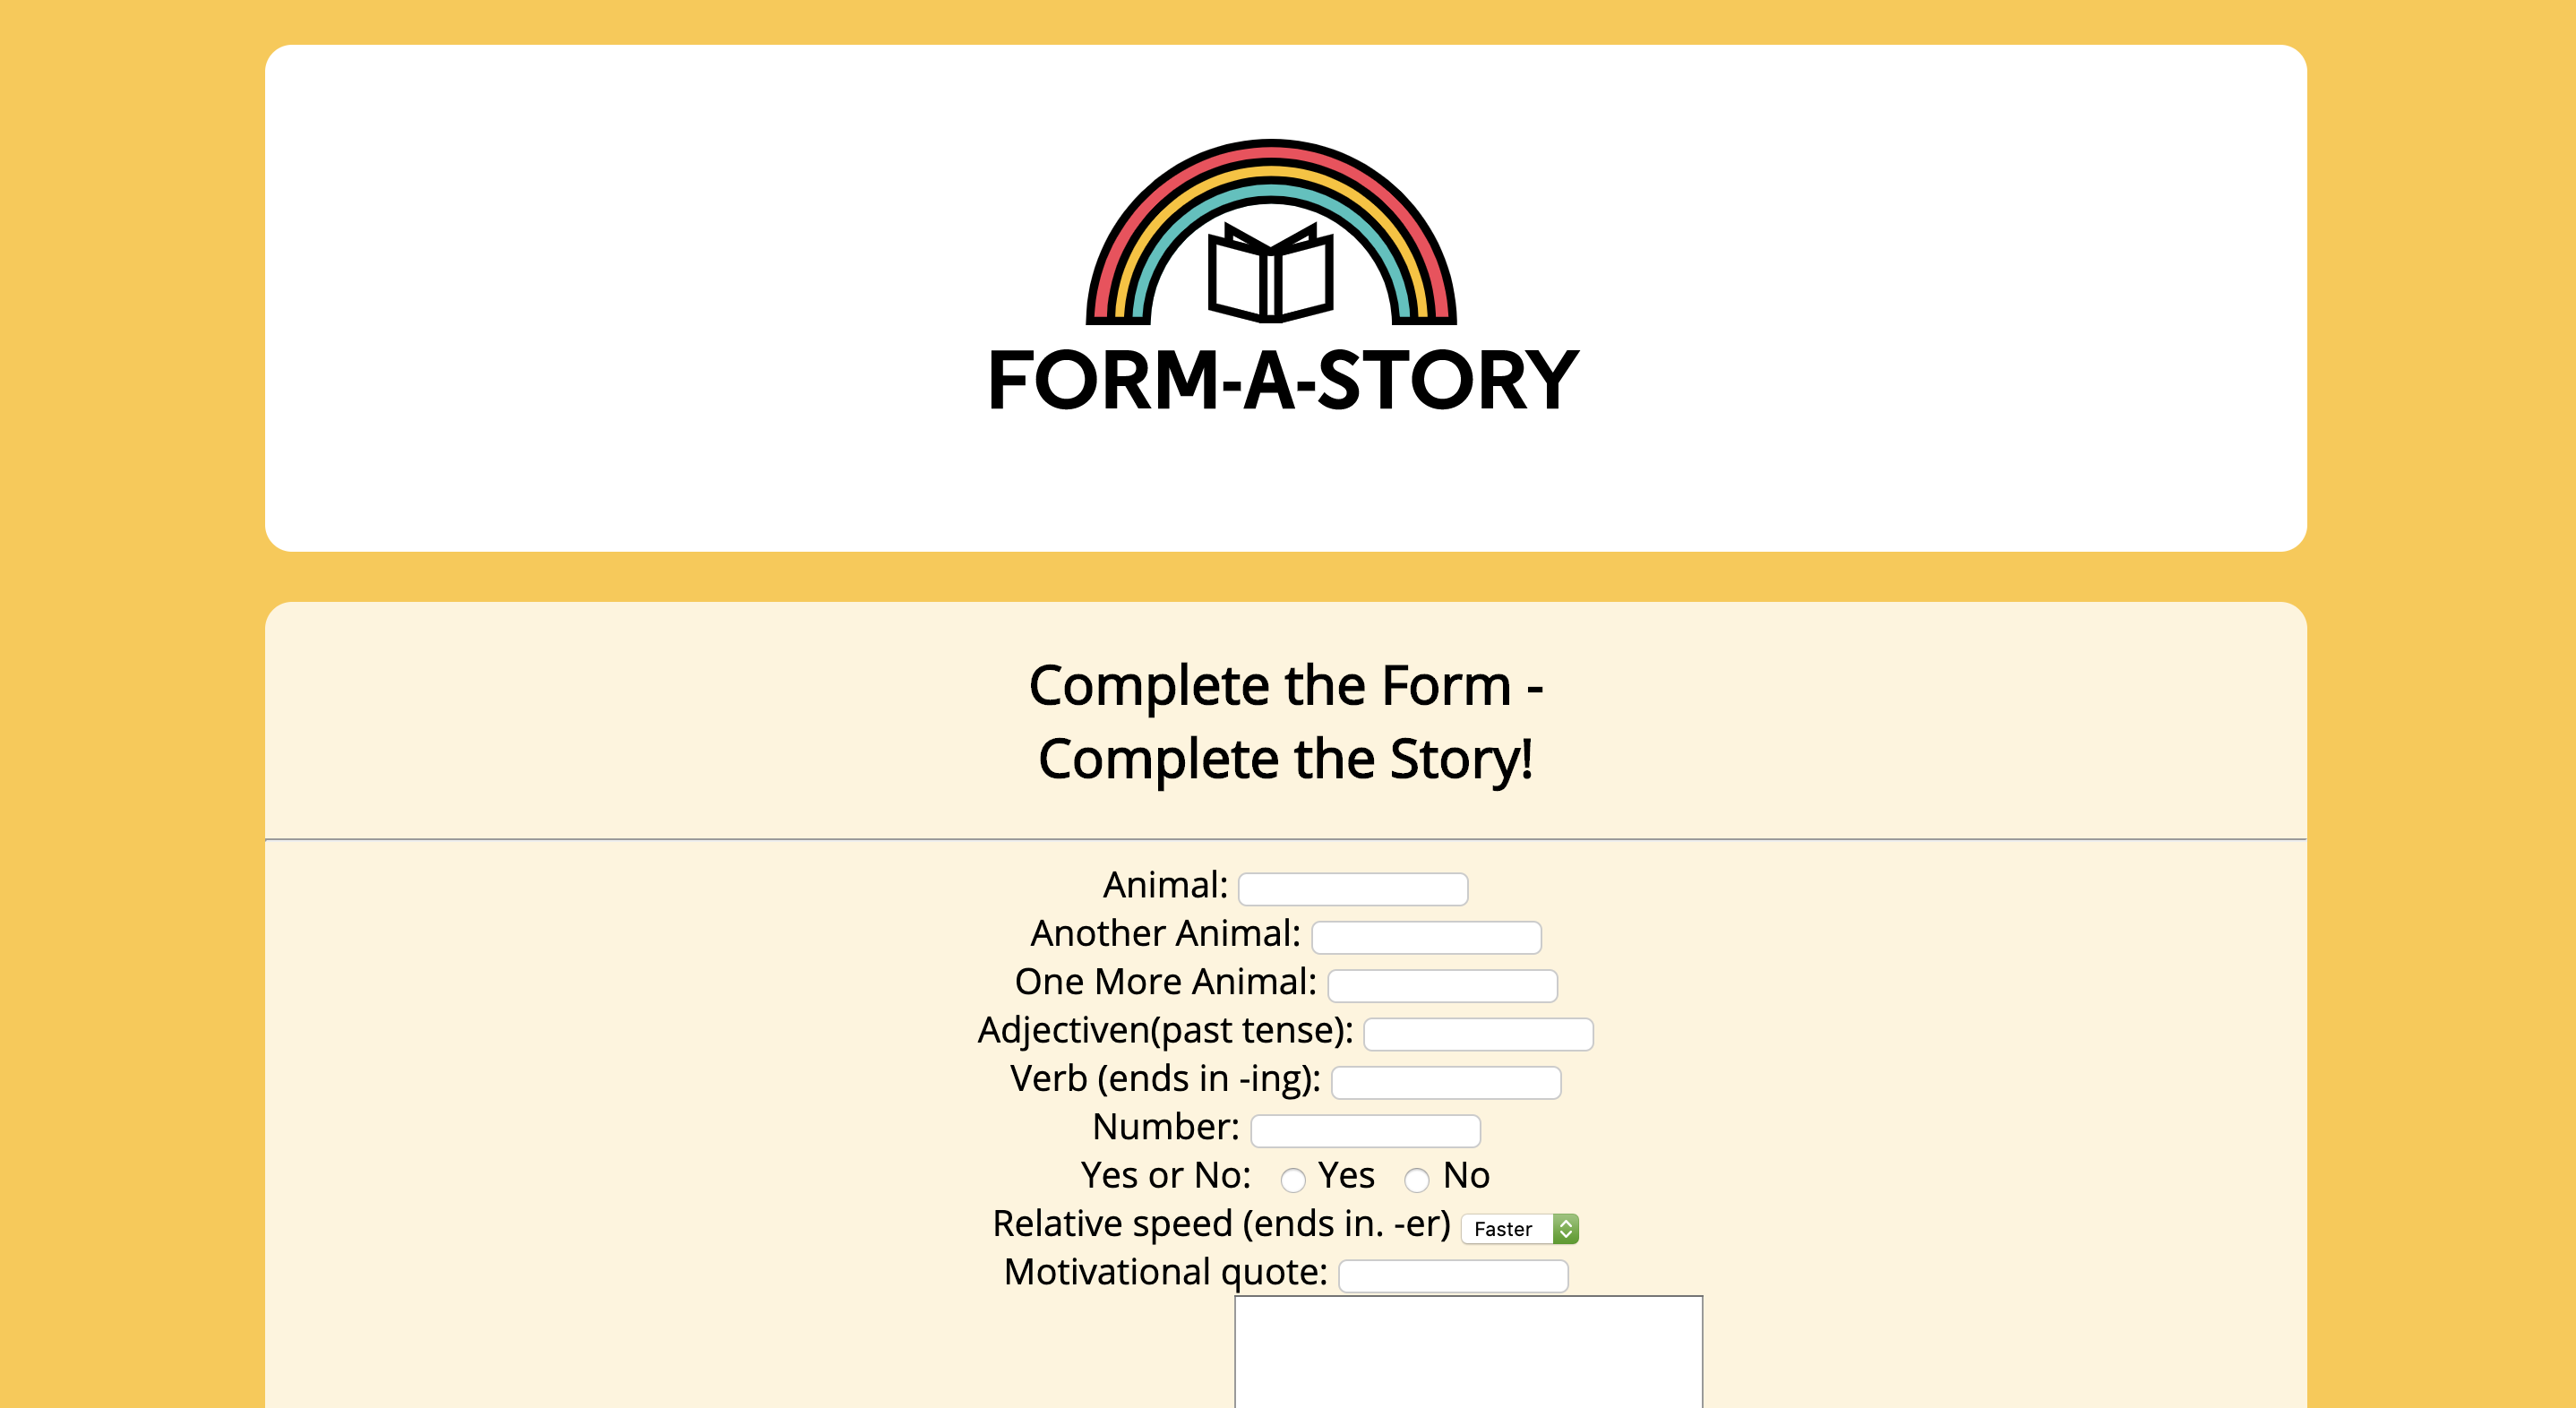 FORM-A-STORY
Complete the Form -
Complete the Story!
Animal:
Another Animal:
One More Animal:
Adjectiven(past tense):
Verb (ends in -ing):
Number:
Yes or No: Yes No
Relative speed (ends in. -er) Faster
Motivational quote: